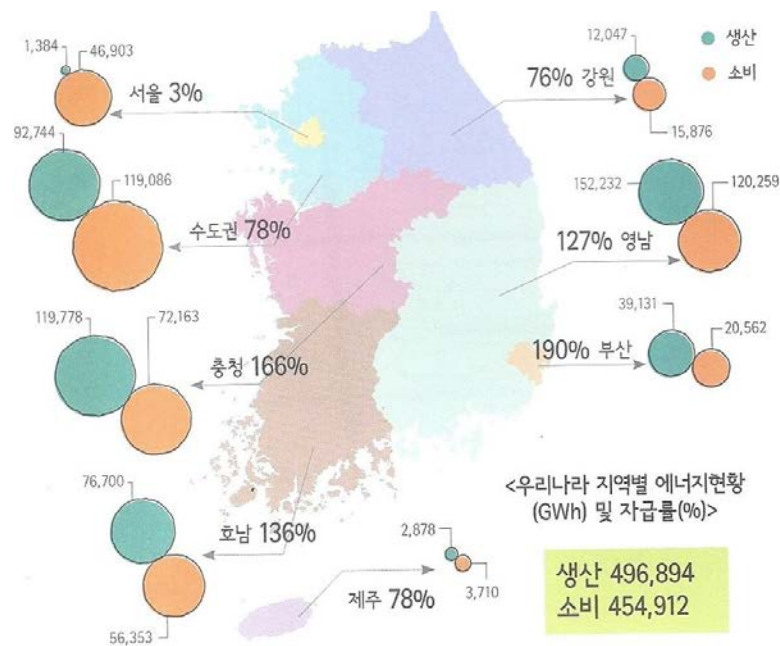 1,384
46,903
서울 3%
92,744
119,086
수도권 78%
119,778
72,163
충청 166%
76,700
호남 136%
56,353
12,047
생산
소비
76% 강원
15,876
152,232
120,259
127% 영남
39,131
20,562
190% 부산
<우리나라 지역별 에너지현황
(GWh) 및 자급률(%)>
2,878
제주 78%
3,710
생산 496,894
소비 454,912